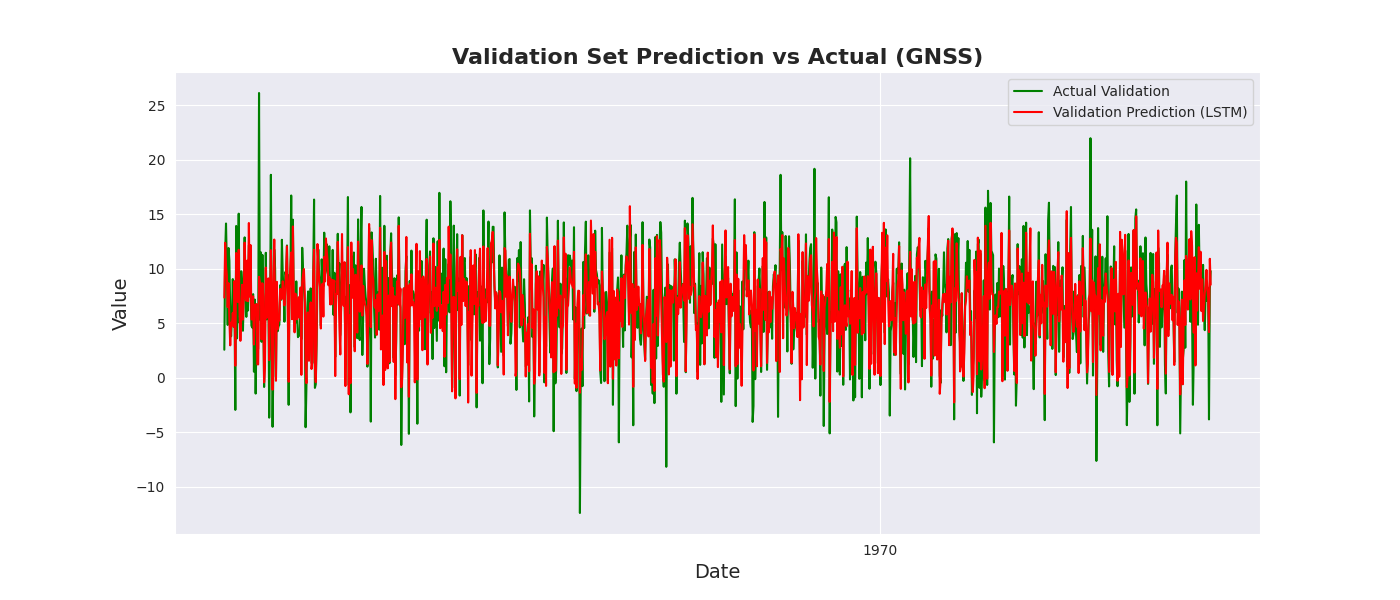 Validation Set Prediction vs Actual (GNSS)
Actual Validation
Validation Prediction (LSTM)
25
20
15
10
5
0
−5
−10
Value
1970
Date